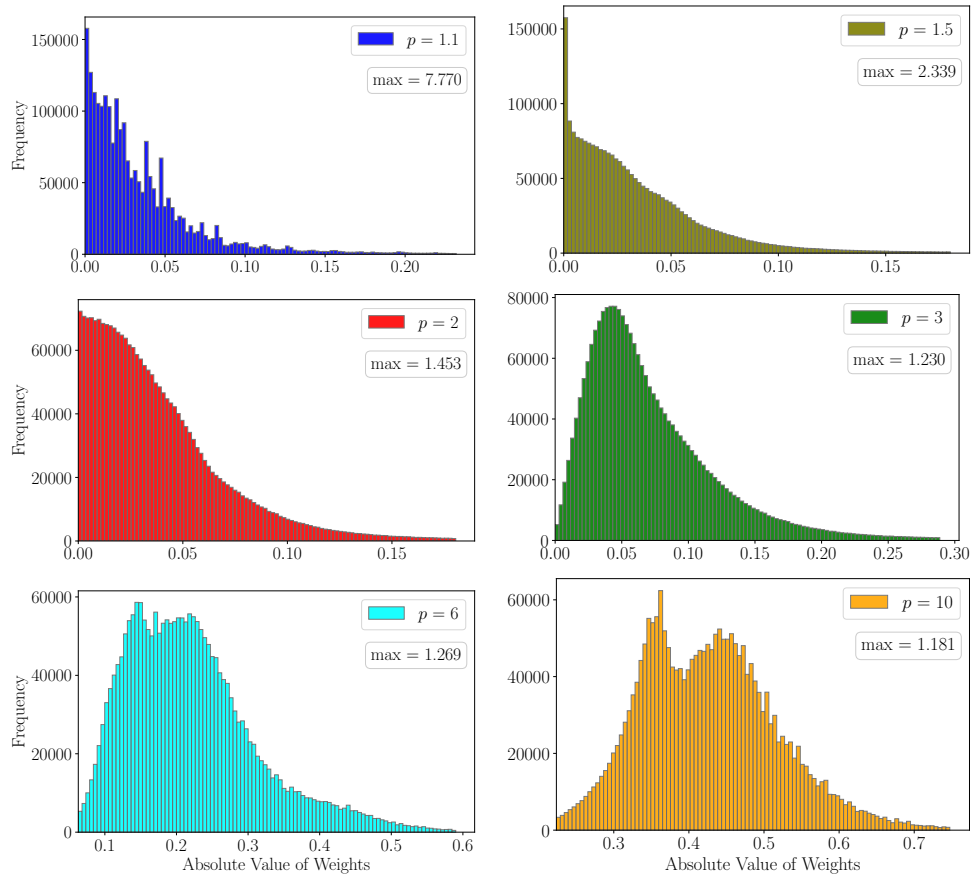 p = 1.1
max = 7.770
Frequency
150000
100000
50000
0
0.00 0.05 0.10 0.15 0.20
p = 1.5
max = 2.339
150000
100000
50000
0
0.00 0.05 0.10 0.15
p = 2
max = 1.453
Frequency
60000
40000
20000
0
0.00 0.05 0.10 0.15
p = 3
max = 1.230
80000
60000
40000
20000
0
0.00 0.05 0.10 0.15 0.20 0.25 0.30
p = 6
max = 1.269
Frequency
60000
40000
20000
0
0.1 0.2 0.3 0.4 0.5 0.6
Absolute Value of Weights
p = 10
max = 1.181
60000
40000
20000
0
0.3 0.4 0.5 0.6 0.7
Absolute Value of Weights